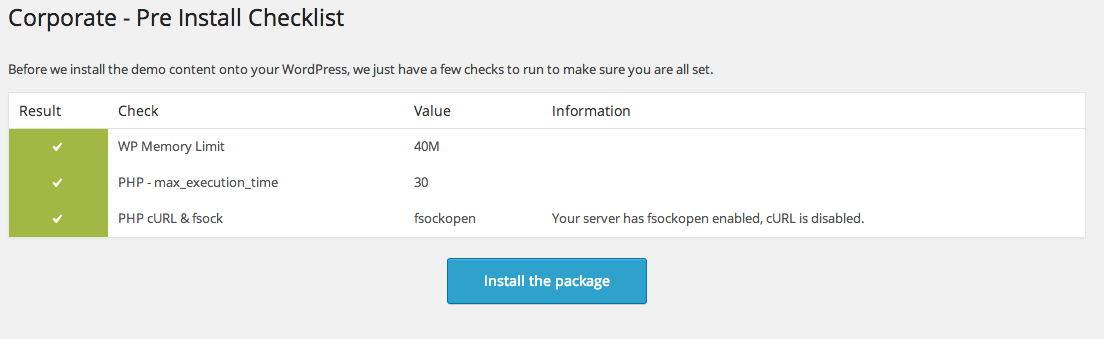 Corporate - Pre Install Checklist
Before we install the demo content onto your WordPress, we just have a few checks to run to make sure you are all set.
Result Check Value Information
WP Memory Limit 40M
PHP - max_execution_time 30
PHP cURL & fsock fsockopen Your server has fsockopen enabled, cURL is disabled.
Install the package